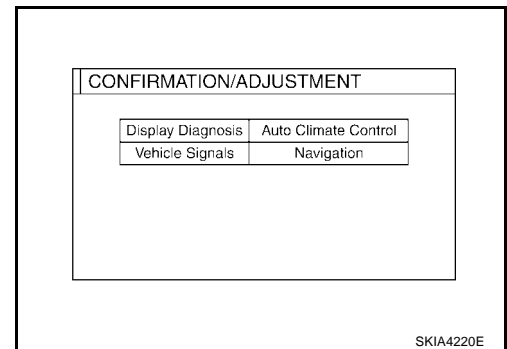 CONFIRMATION/ADJUSTMENT
Display Diagnosis Auto Climate Control
Vehicle Signals Navigation
SKIA4220E